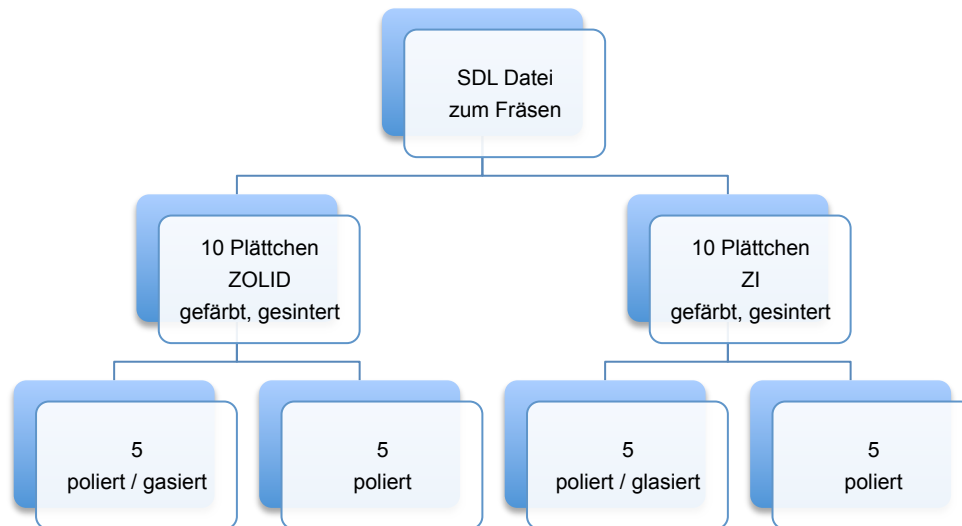 SDL Datei
zum Fräsen
10 Plättchen
ZOLID
gefärbt, gesintert
10 Plättchen
ZI
gefärbt, gesintert
5
poliert / gasiert
5
poliert
5
poliert / glasiert
5
poliert